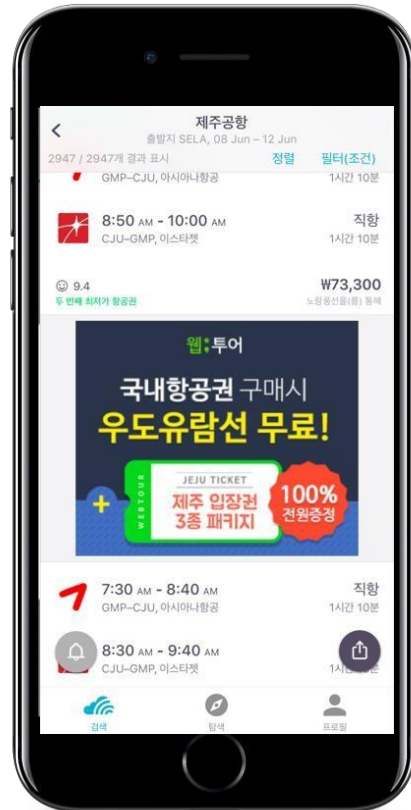 제주공항
출발지 SELA, 08 Jun – 12 Jun
2947 / 2947개 결과 표시
정렬
필터(조건)
GMP–CJU, 아시아나항공
1시간 10분
8:50 AM - 10:00 AM
직항
CJU–GMP, 이스타젯
1시간 10분
9.4
₩73,300
두 번째 최저가 항공권
노랑풍선을(를) 통해
웹투어
국내항공권 구매시
우도유람선 무료!
WEBTOUR
JEJU TICKET
제주 입장권
3종 패키지
100%
전원증정
7:30 AM - 8:40 AM
직항
GMP–CJU, 아시아나항공
1시간 10분
8:30 AM - 9:40 AM
CJU–GMP, 이스타젯
검색
탐색
프로필